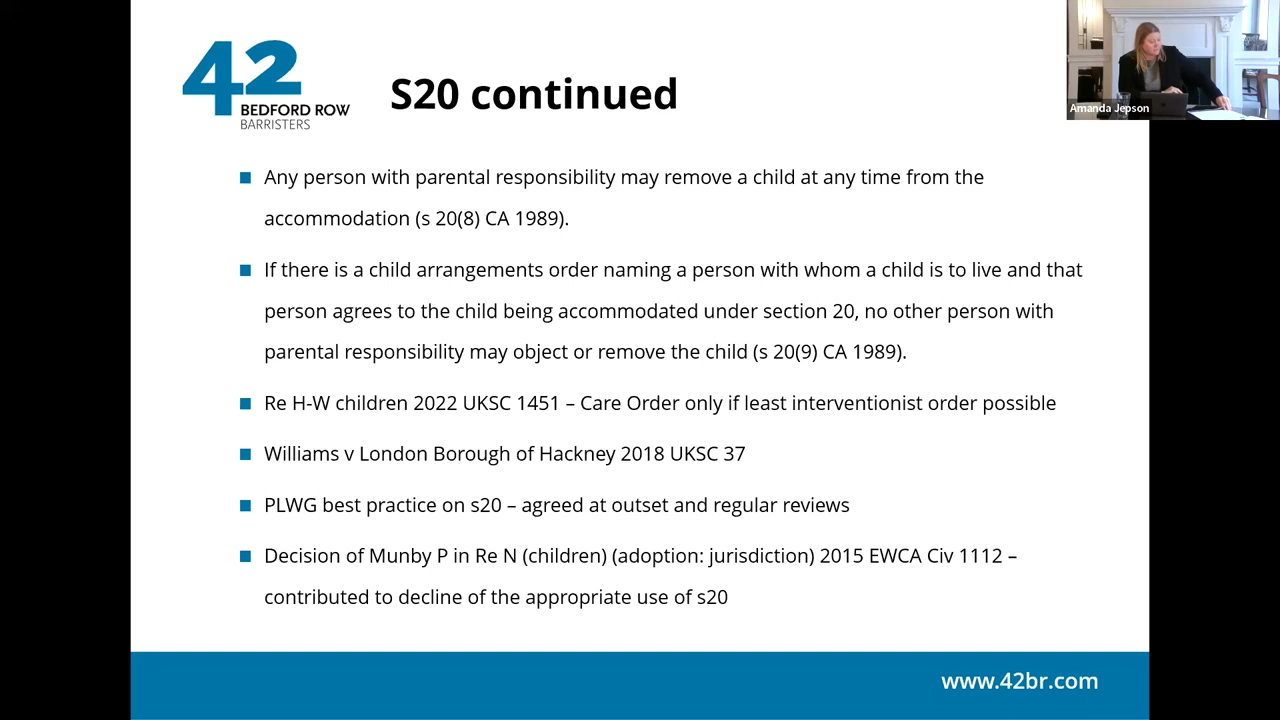 42
BEDFORD ROW
BARRISTERS
S20 continued
Amanda Jepson
Any person with parental responsibility may remove a child at any time from the
accommodation (s 20(8) CA 1989).
If there is a child arrangements order naming a person with whom a child is to live and that
person agrees to the child being accommodated under section 20, no other person with
parental responsibility may object or remove the child (s 20(9) CA 1989).
Re H-W children 2022 UKSC 1451 – Care Order only if least interventionist order possible
Williams v London Borough of Hackney 2018 UKSC 37
PLWG best practice on s20 – agreed at outset and regular reviews
Decision of Munby P in Re N (children) (adoption: jurisdiction) 2015 EWCA Civ 1112 –
contributed to decline of the appropriate use of s20
www.42br.com